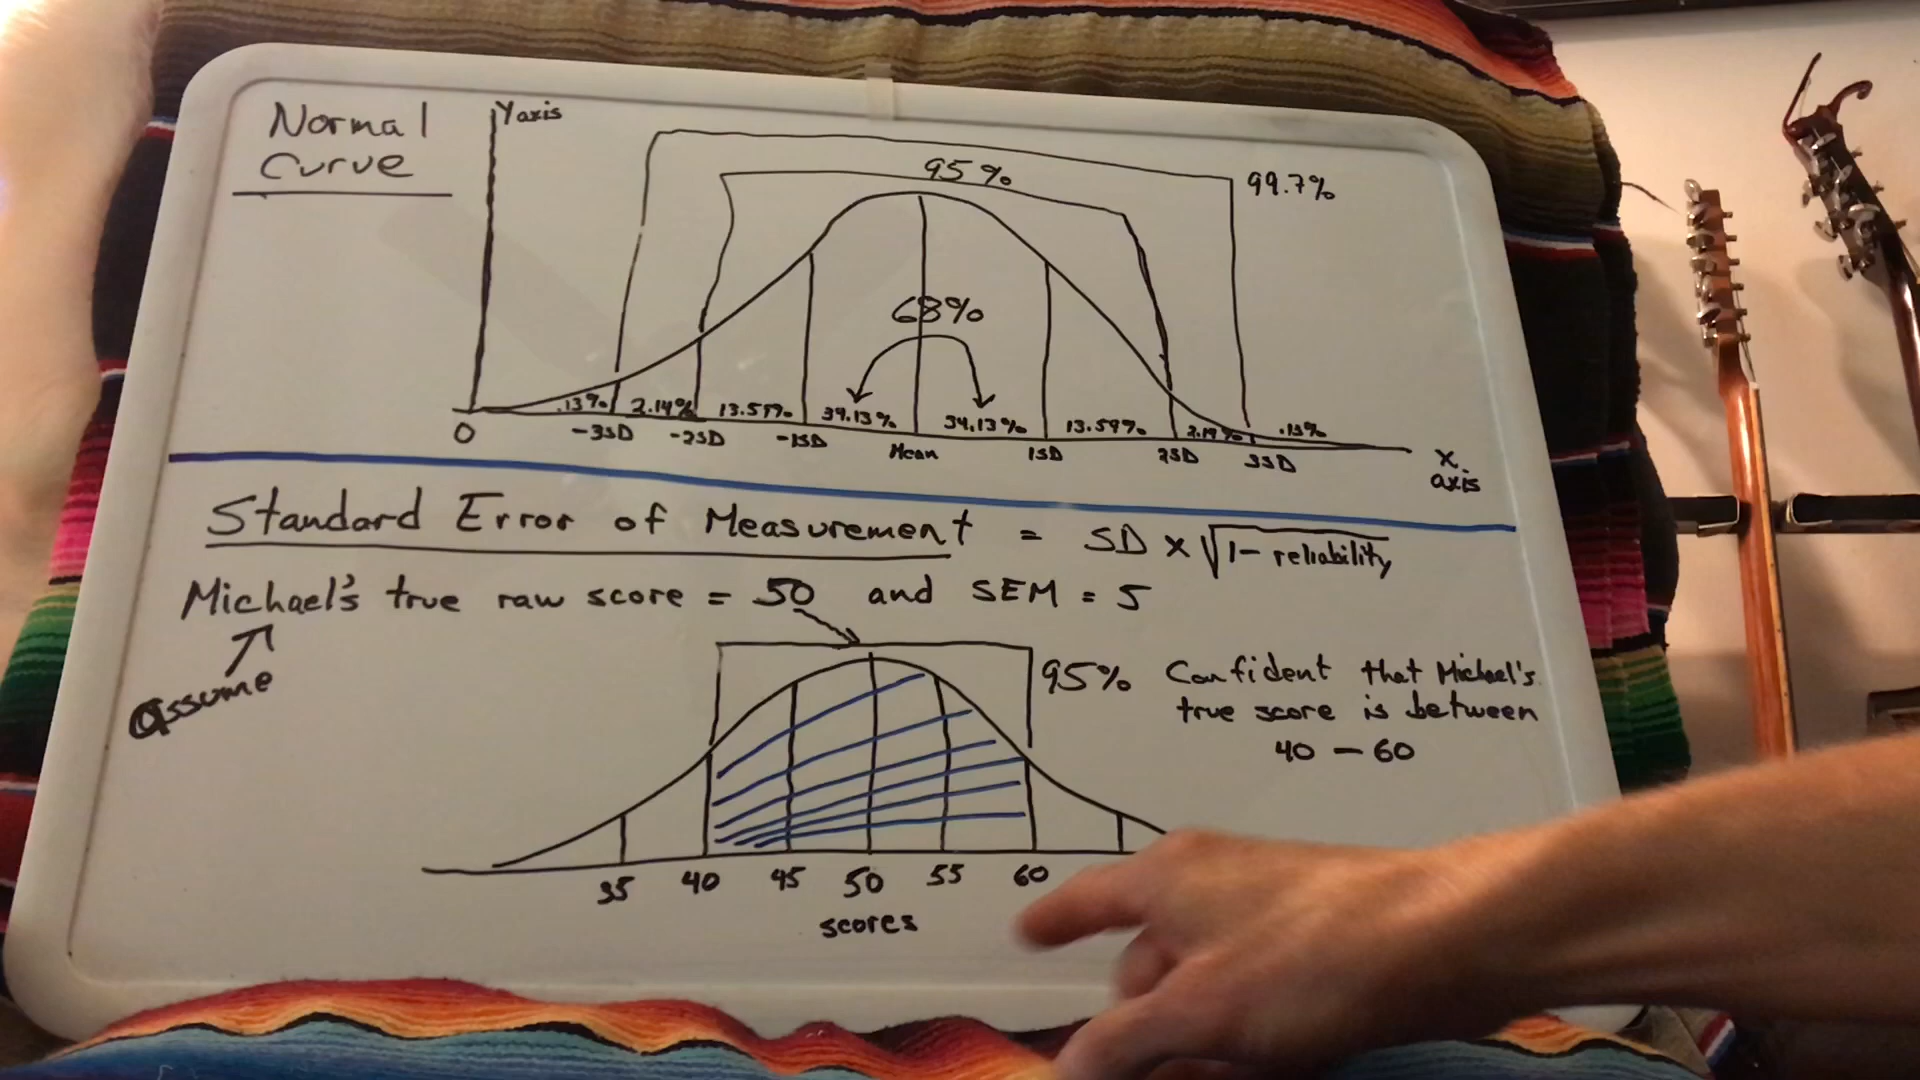 Normal
Curve
Y axis
95%
99.7%
68%
.13% 2.14% 13.59% 34.13% 34.13% 13.59% 2.14% .13%
0 -3SD -2SD -1SD Mean 1SD 2SD 3SD
X.
axis
Standard Error of Measurement = SD × √1- reliability
Michael's true raw score = 50 and SEM = 5
assume
95% Confident that Michael's
true score is between
40 - 60
35 40 45 50 55 60
scores